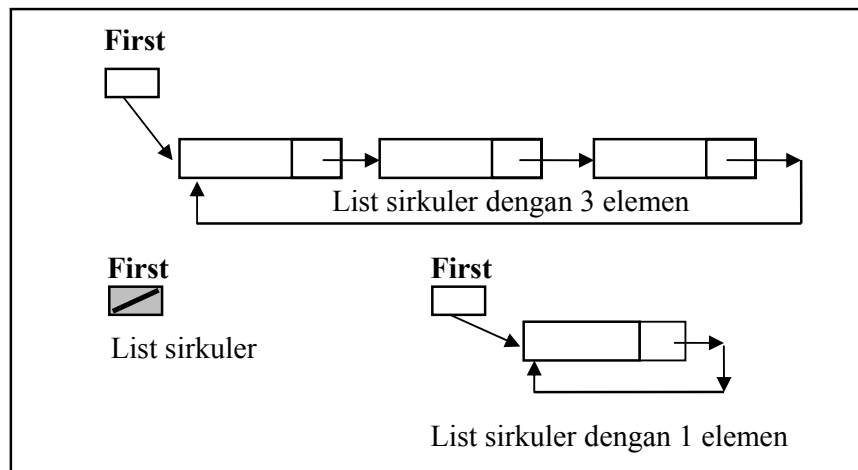 First
List sirkuler dengan 3 elemen
First
First
List sirkuler
List sirkuler dengan 1 elemen